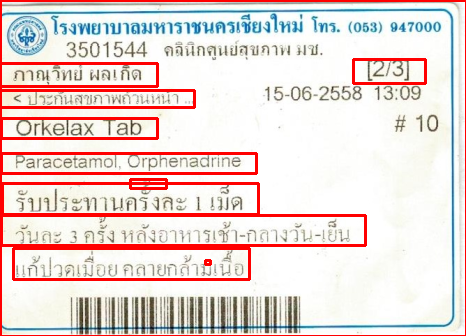 โรงพยาบาลมหาราชนครเชียงใหม่ โทร. (053) 947000
3501544 คลินิกศูนย์สุขภาพ มช.
ภาณุวิทย์ ผลเกิด [2/3]
< ประกันสุขภาพถ้วนหน้า ... 15-06-2558 13:09
Orkelax Tab # 10
Paracetamol, Orphenadrine
รับประทานครั้งละ 1 เม็ด
วันละ 3 ครั้ง หลังอาหารเช้า-กลางวัน-เย็น
แก้ปวดเมื่อย คลายกล้ามเนื้อ